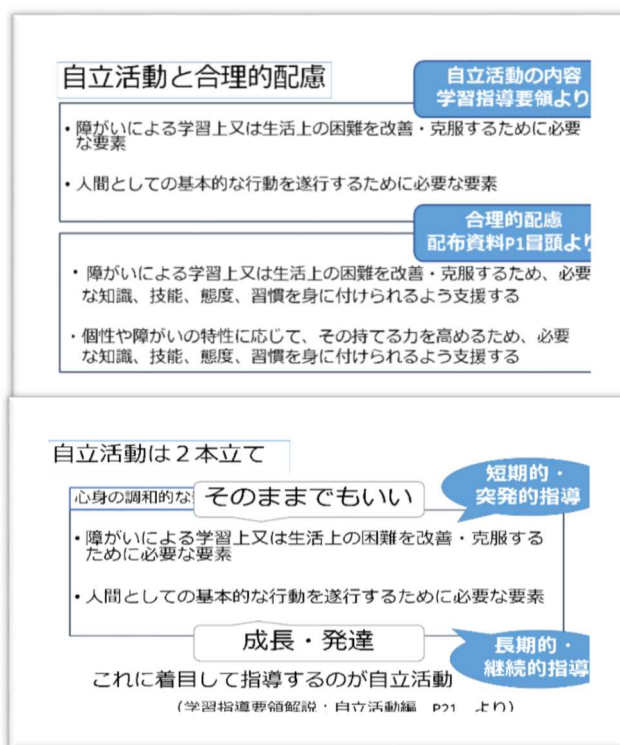 自立活動と合理的配慮
自立活動の内容
学習指導要領より
・障がいによる学習上又は生活上の困難を改善・克服するために必要
な要素
・人間としての基本的な行動を遂行するために必要な要素
合理的配慮
配布資料P1冒頭より
・障がいによる学習上又は生活上の困難を改善・克服するため、必要
な知識、技能、態度、習慣を身に付けられるよう支援する
・個性や障がいの特性に応じて、その持てる力を高めるため、必要
な知識、技能、態度、習慣を身に付けられるよう支援する
自立活動は２本立て
短期的・
突発的指導
心身の調和的な
そのままでもいい
・障がいによる学習上又は生活上の困難を改善・克服する
ために必要な要素
・人間としての基本的な行動を遂行するために必要な要素
成長・発達
長期的・
継続的指導
これに着目して指導するのが自立活動
（学習指導要領解説：自立活動編　P21　より）